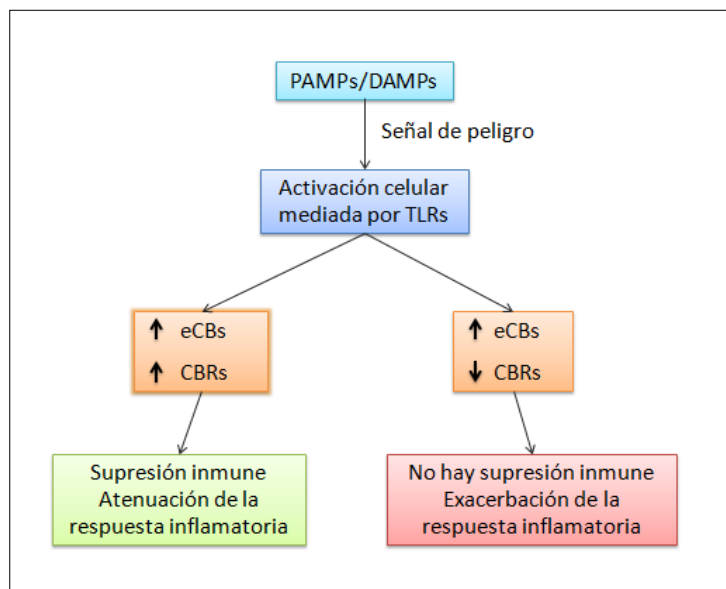 PAMPs/DAMPs
Señal de peligro
Activación celular
mediada por TLRs
↑ eCBs
↑ CBRs
↑ eCBs
↓ CBRs
Supresión inmune
Atenuación de la
respuesta inflamatoria
No hay supresión inmune
Exacerbación de la
respuesta inflamatoria